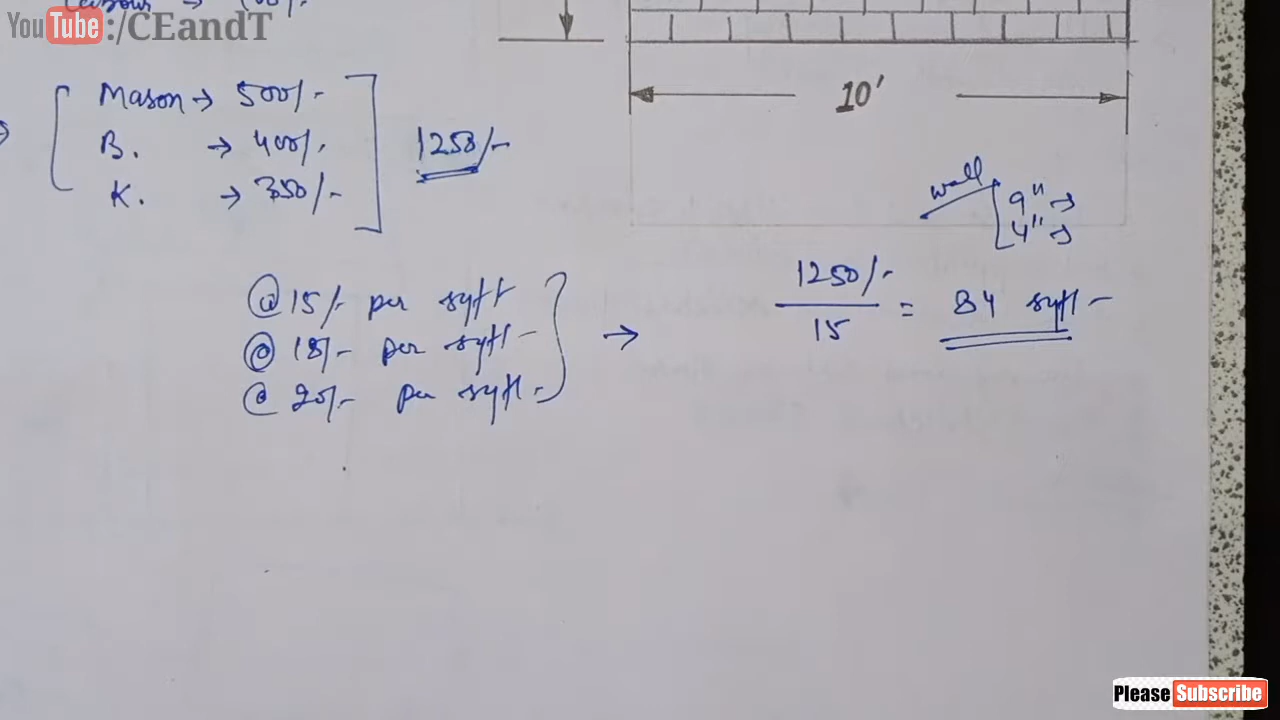 YouTube:/CEandT
Mason → 500/-
B. → 400/-
K. → 350/-
1250/-
10'
wall
9" →
4" →
@ 15/- per sqft
@ 18/- per sqft
@ 20/- per sqft
→
1250/-
15
= 84 sqft
Please Subscribe